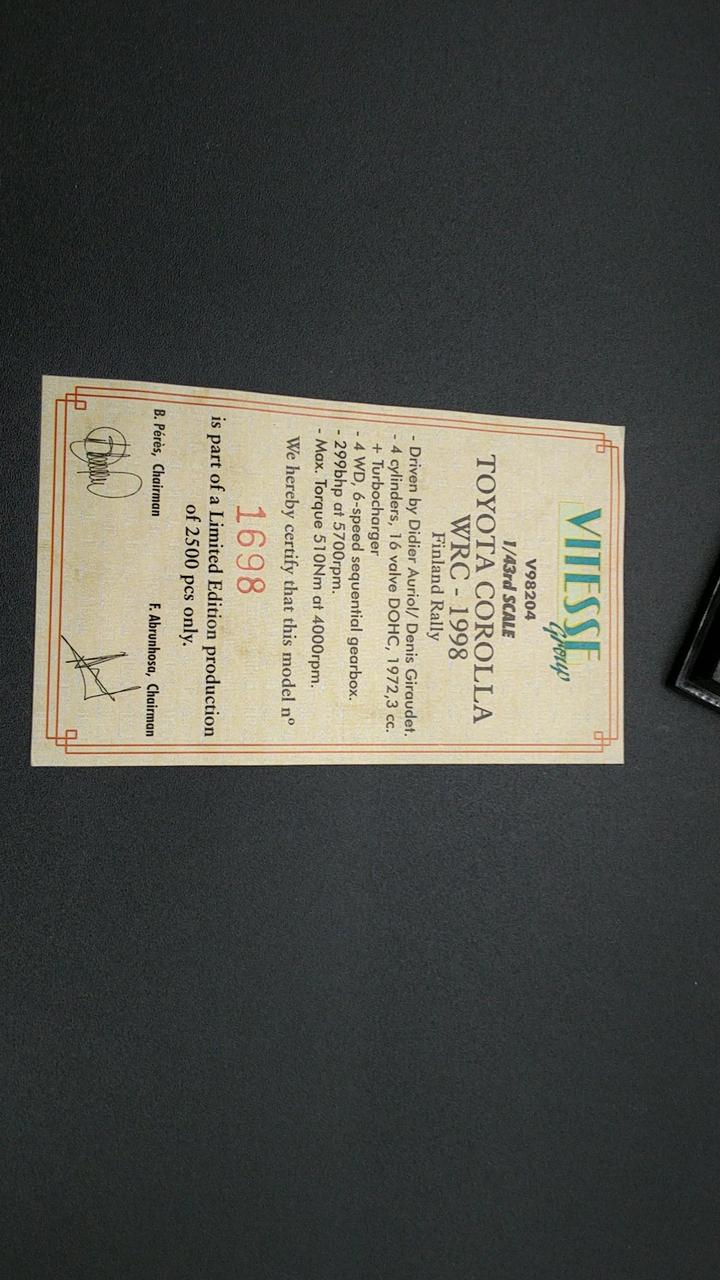 VITESSE
Group
V98204
1/43rd SCALE
TOYOTA COROLLA
WRC - 1998
Finland Rally
- Driven by Didier Auriol/ Denis Giraudet.
- 4 cylinders, 16 valve DOHC, 1972,3 cc.
+ Turbocharger
- 4 WD, 6-speed sequential gearbox.
- 299bhp at 5700rpm.
- Max. Torque 510Nm at 4000rpm.
We hereby certify that this model nº
1698
is part of a Limited Edition production
of 2500 pcs only.
B. Pérès, Chairman F. Abrunhosa, Chairman